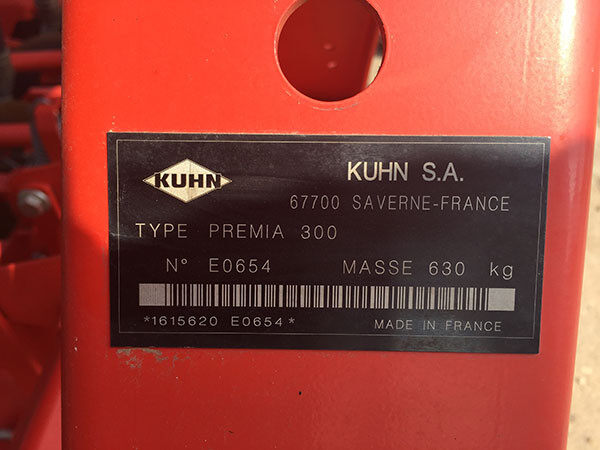 KUHN
KUHN S.A.
67700 SAVERNE-FRANCE
TYPE PREMIA 300
N° E0654 MASSE 630 kg
*1615620 E0654*
MADE IN FRANCE